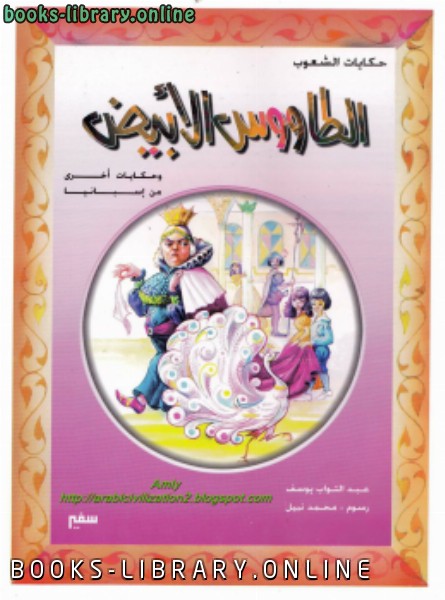 books-library.online
حكايات الشعوب
الطاووس الأبيض
وحكايات أخرى
من إسبانيا
Amly
http://arabicivilization2.blogspot.com
عبد التواب يوسف
رسوم : محمد نبيل
سفير
BOOKS-LIBRARY.ONLINE